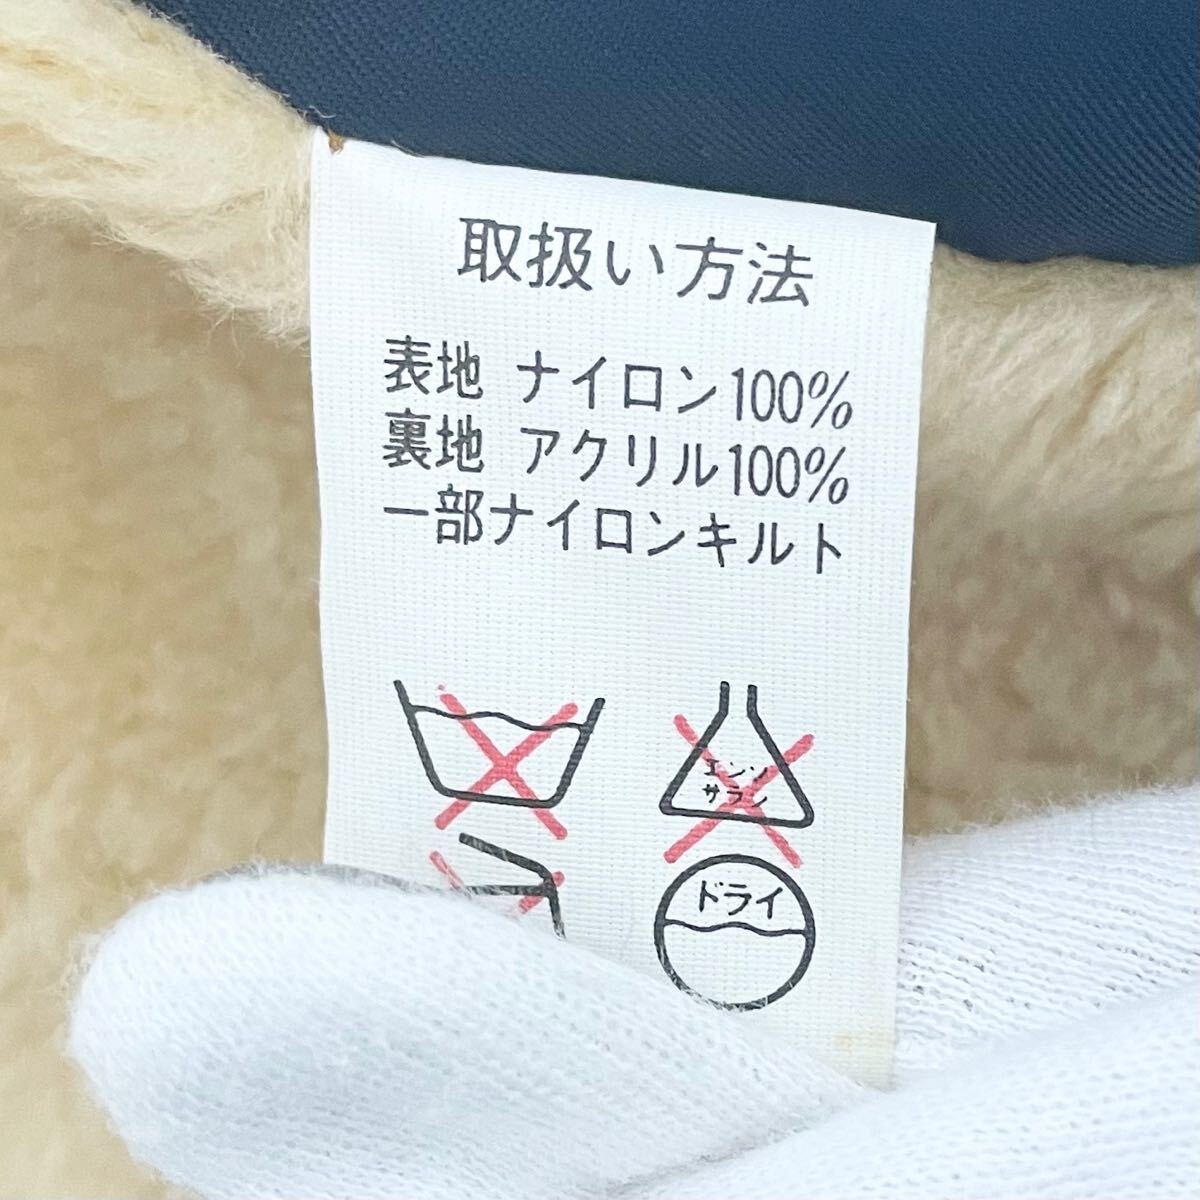 取扱い方法
表地 ナイロン100%
裏地 アクリル100%
一部ナイロンキルト
エンソ
サラシ
ドライ